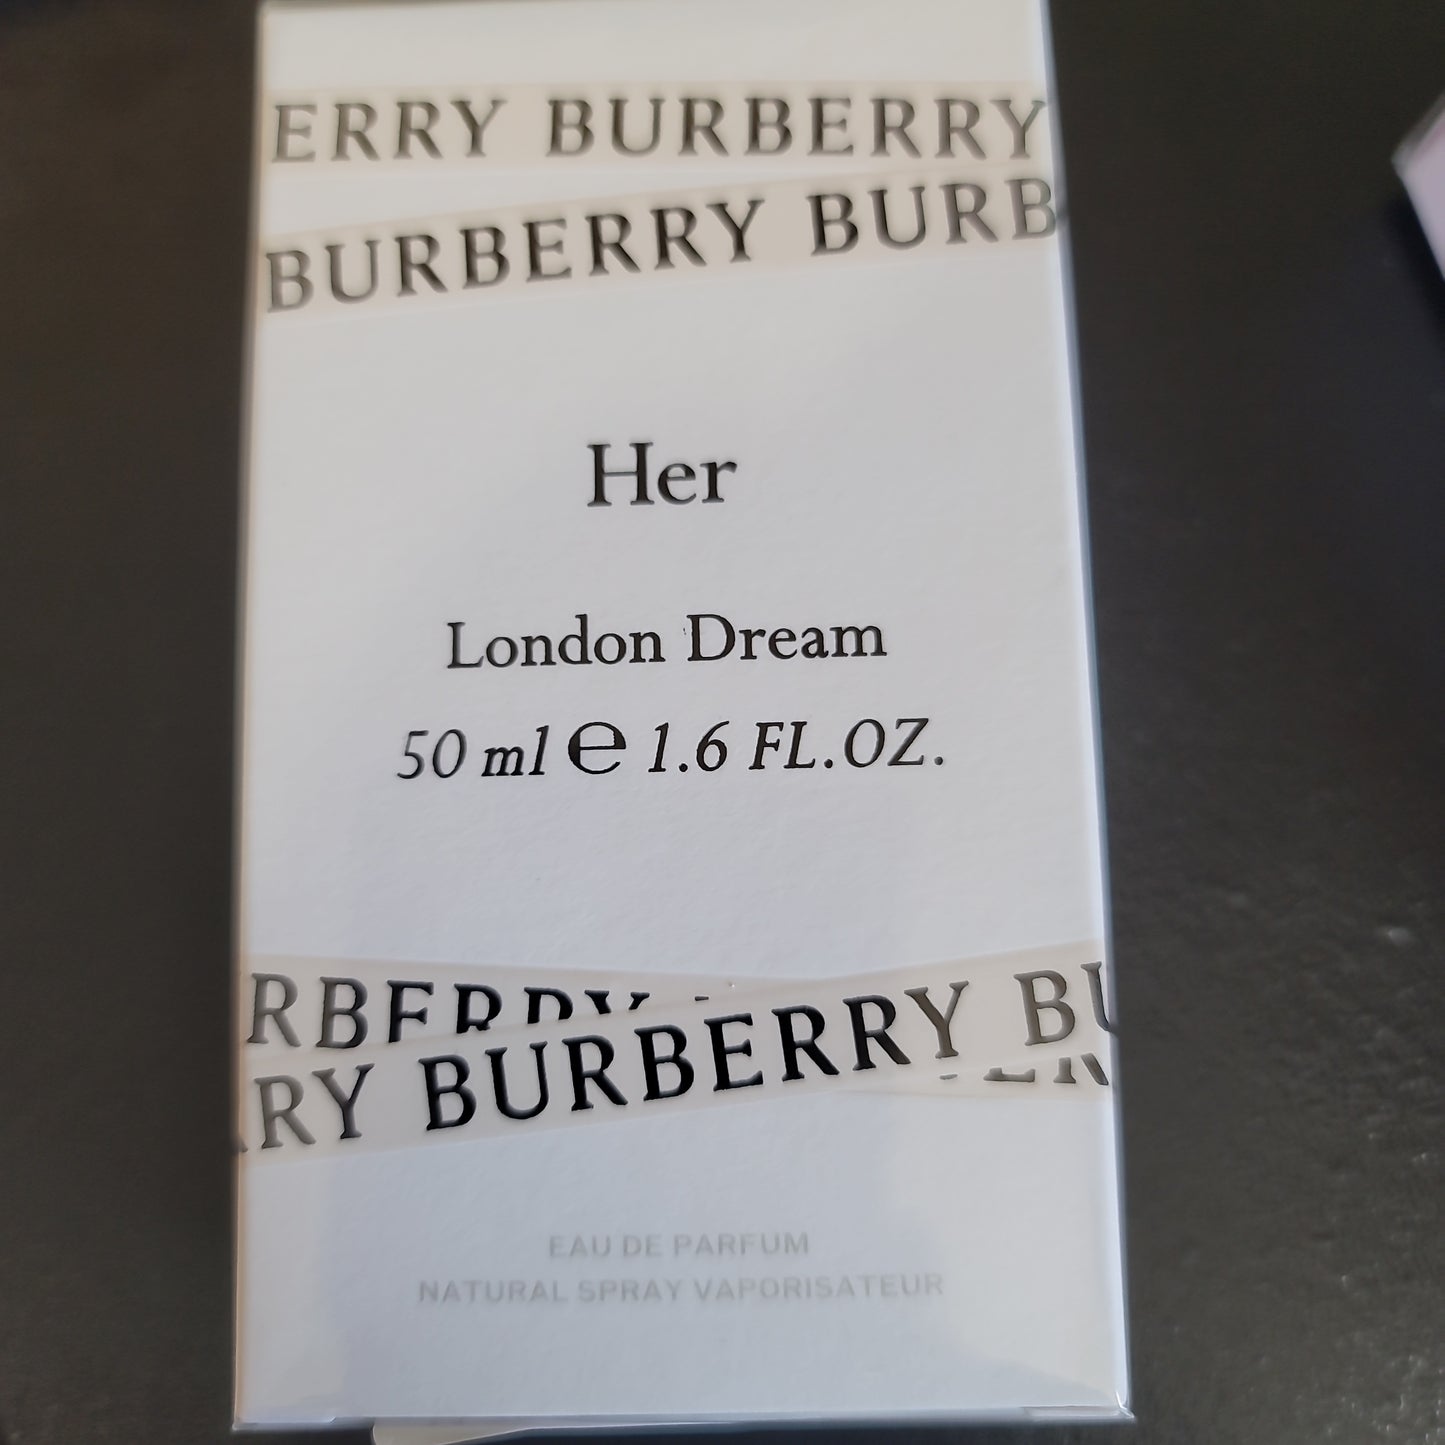 ERRY BURBERRY
BURBERRY BURB
Her
London Dream
50 ml ℮ 1.6 FL.OZ.
RBERRY
RY BURBERRY BU
EAU DE PARFUM
NATURAL SPRAY VAPORISATEUR